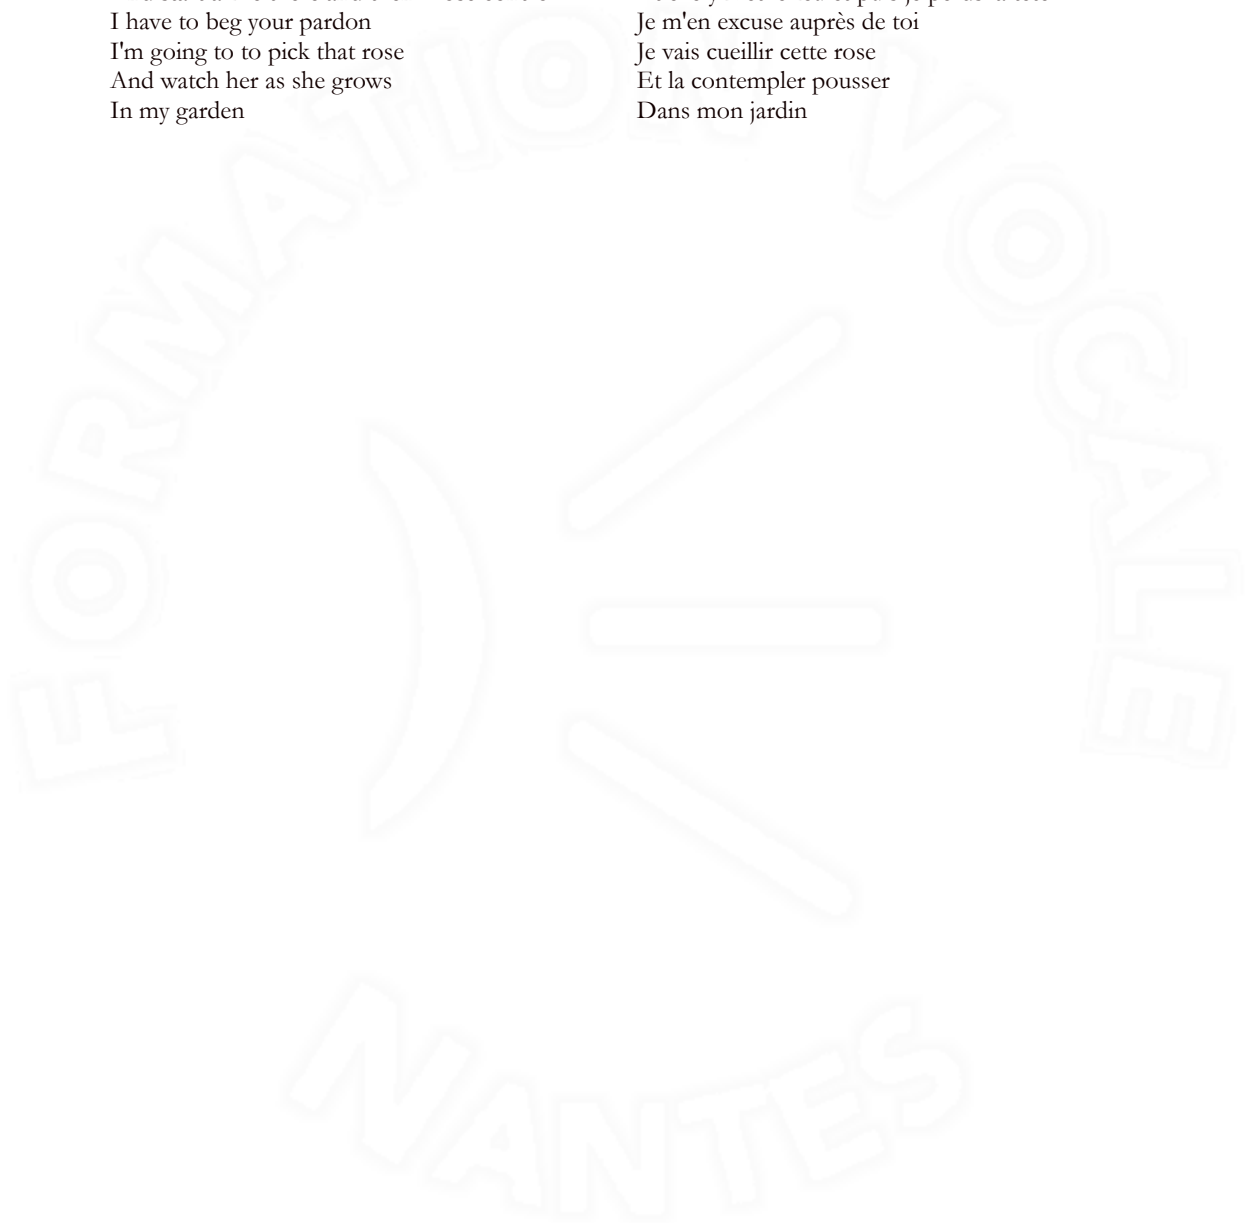 I have to beg your pardon
I'm going to to pick that rose
And watch her as she grows
In my garden
Je m'en excuse auprès de toi
Je vais cueillir cette rose
Et la contempler pousser
Dans mon jardin
FORMATION VOCALE
NANTES